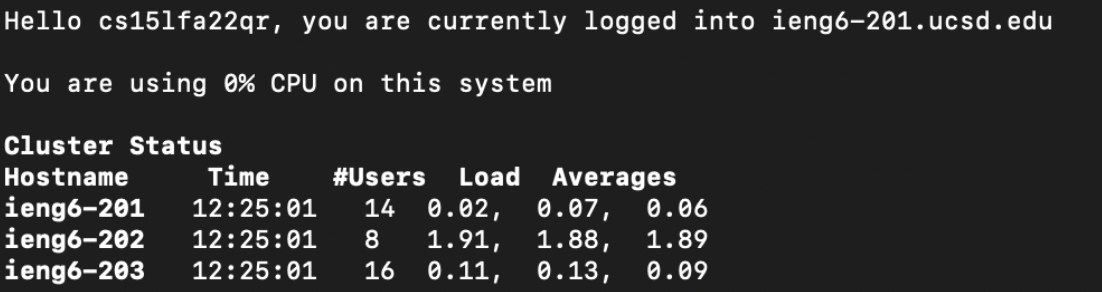 Hello cs15lfa22qr, you are currently logged into ieng6-201.ucsd.edu
You are using 0% CPU on this system
Cluster Status
Hostname Time #Users Load Averages
ieng6-201 12:25:01 14 0.02, 0.07, 0.06
ieng6-202 12:25:01 8 1.91, 1.88, 1.89
ieng6-203 12:25:01 16 0.11, 0.13, 0.09